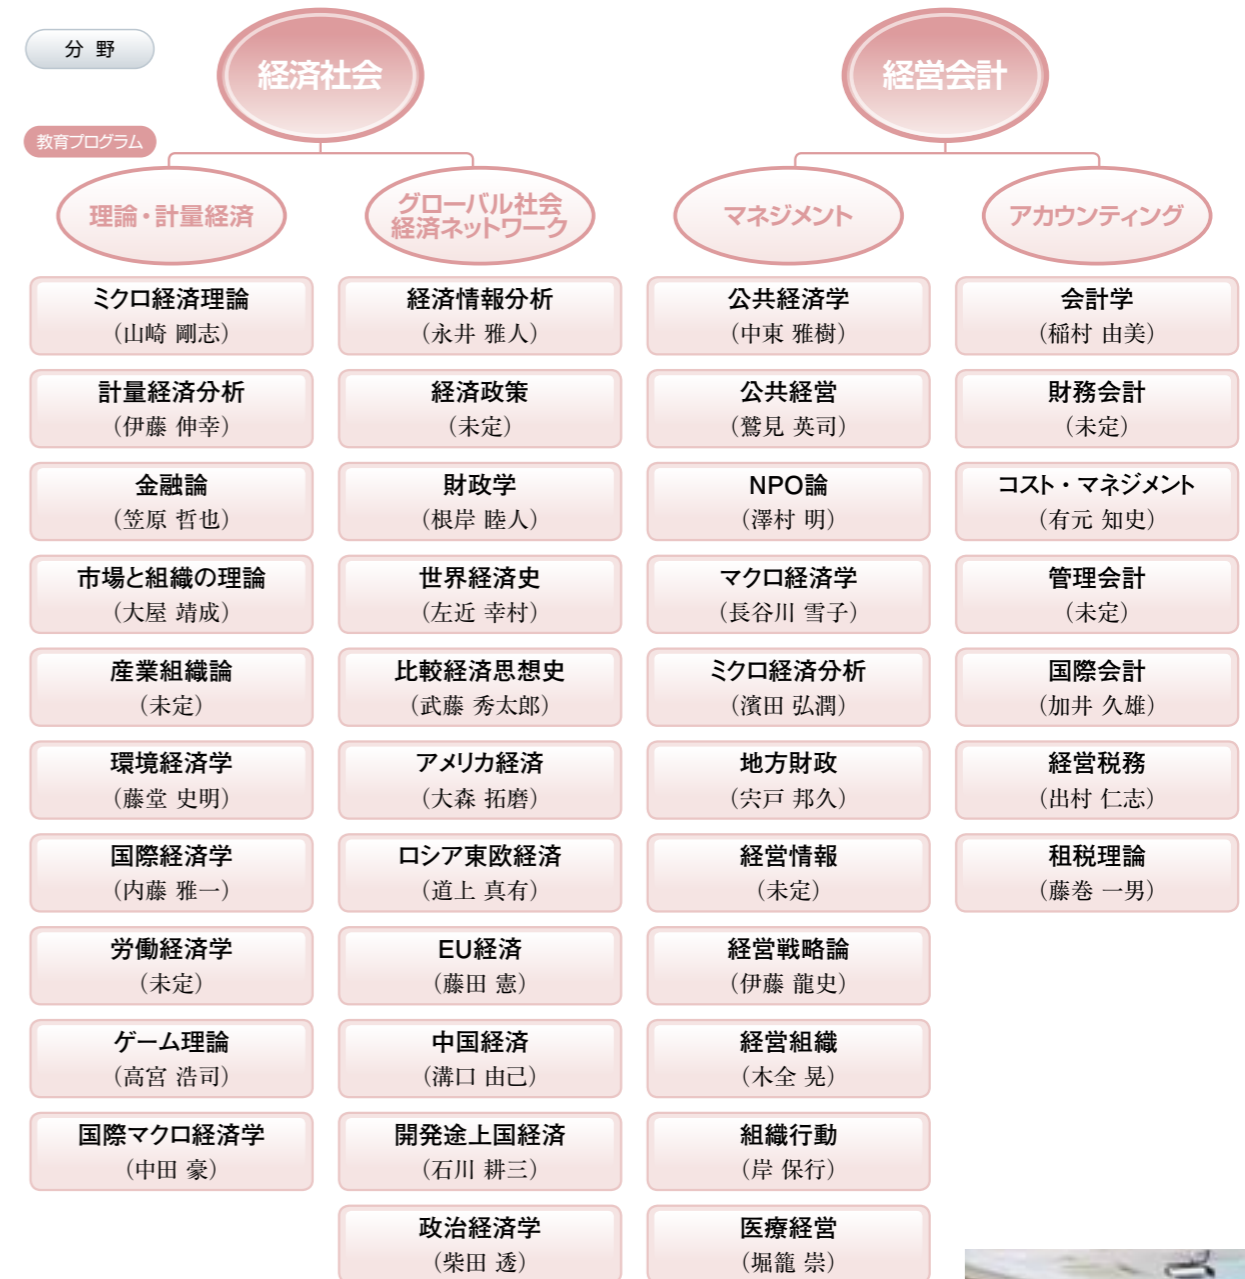 分 野
経済社会
経営会計
教育プログラム
理論・計量経済
グローバル社会
経済ネットワーク
マネジメント
アカウンティング
ミクロ経済理論
（山崎 剛志）
計量経済分析
（伊藤 伸幸）
金融論
（笠原 哲也）
市場と組織の理論
（大屋 靖成）
産業組織論
（未定）
環境経済学
（藤堂 史明）
国際経済学
（内藤 雅一）
労働経済学
（未定）
ゲーム理論
（高宮 浩司）
国際マクロ経済学
（中田 豪）
経済情報分析
（永井 雅人）
経済政策
（未定）
財政学
（根岸 睦人）
世界経済史
（左近 幸村）
比較経済思想史
（武藤 秀太郎）
アメリカ経済
（大森 拓磨）
ロシア東欧経済
（道上 真有）
EU経済
（藤田 憲）
中国経済
（溝口 由己）
開発途上国経済
（石川 耕三）
政治経済学
（柴田 透）
公共経済学
（中東 雅樹）
公共経営
（鷲見 英司）
NPO論
（澤村 明）
マクロ経済学
（長谷川 雪子）
ミクロ経済分析
（濱田 弘潤）
地方財政
（宍戸 邦久）
経営情報
（未定）
経営戦略論
（伊藤 龍史）
経営組織
（木全 晃）
組織行動
（岸 保行）
医療経営
（堀籠 崇）
会計学
（稲村 由美）
財務会計
（未定）
コスト・マネジメント
（有元 知史）
管理会計
（未定）
国際会計
（加井 久雄）
経営税務
（出村 仁志）
租税理論
（藤巻 一男）